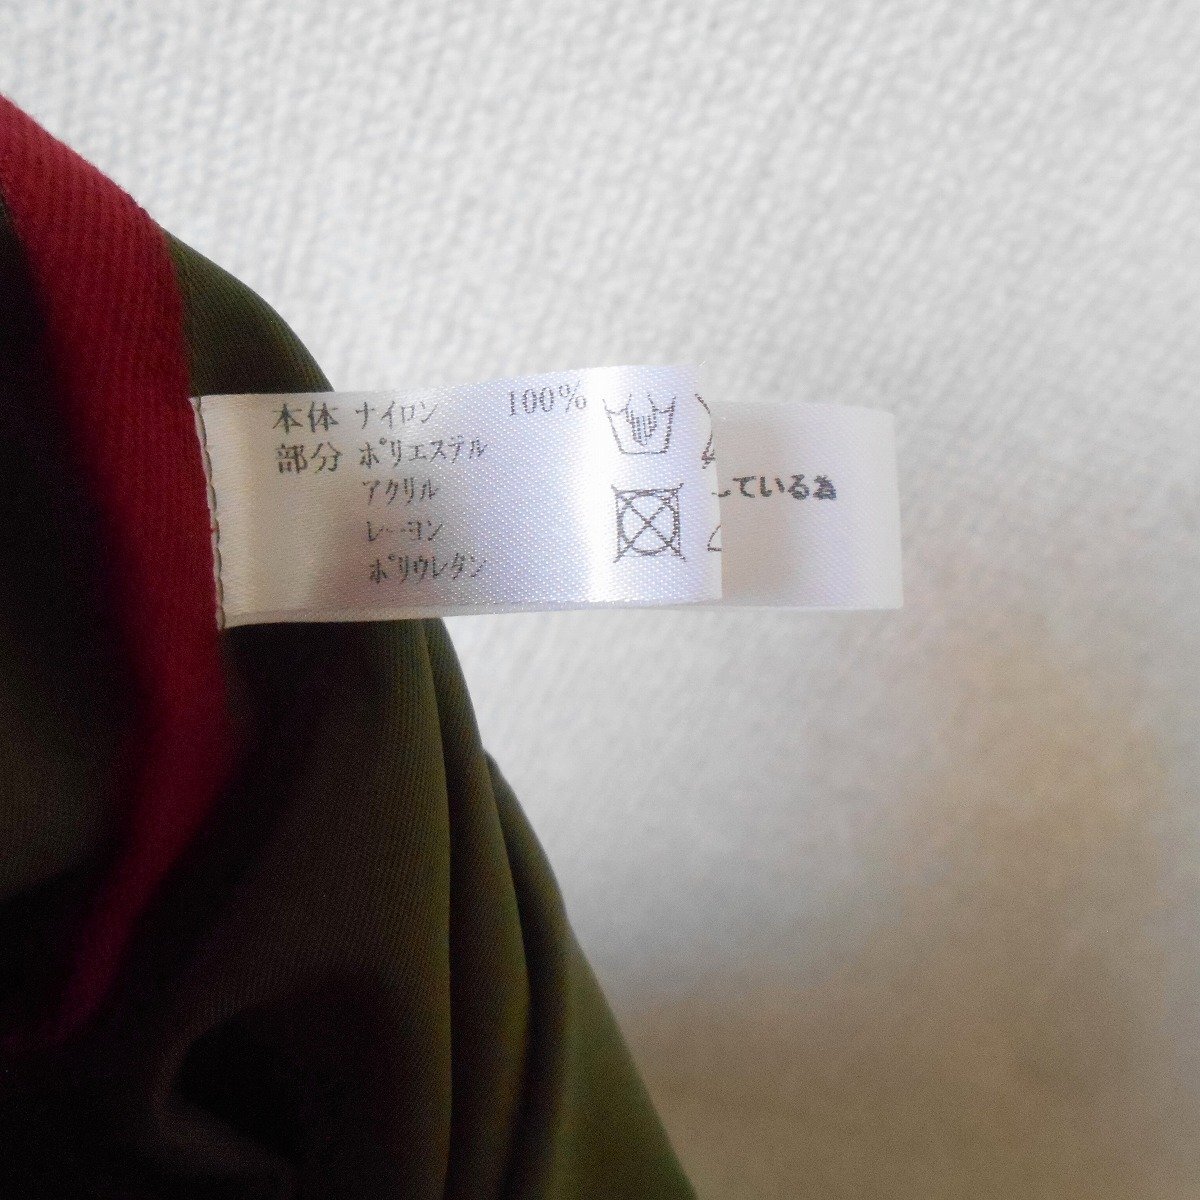 本体 ナイロン 100%
部分 ポリエステル
アクリル
レーヨン
ポリウレタン
している為